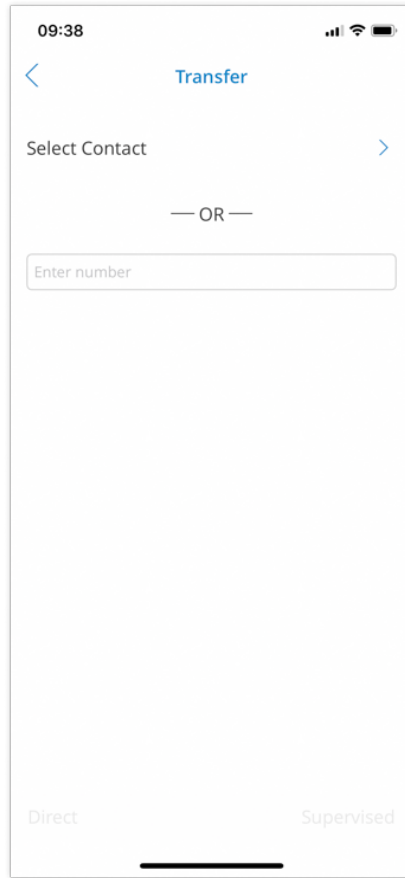 09:38
Transfer
Select Contact
OR
Enter number
Direct Supervised